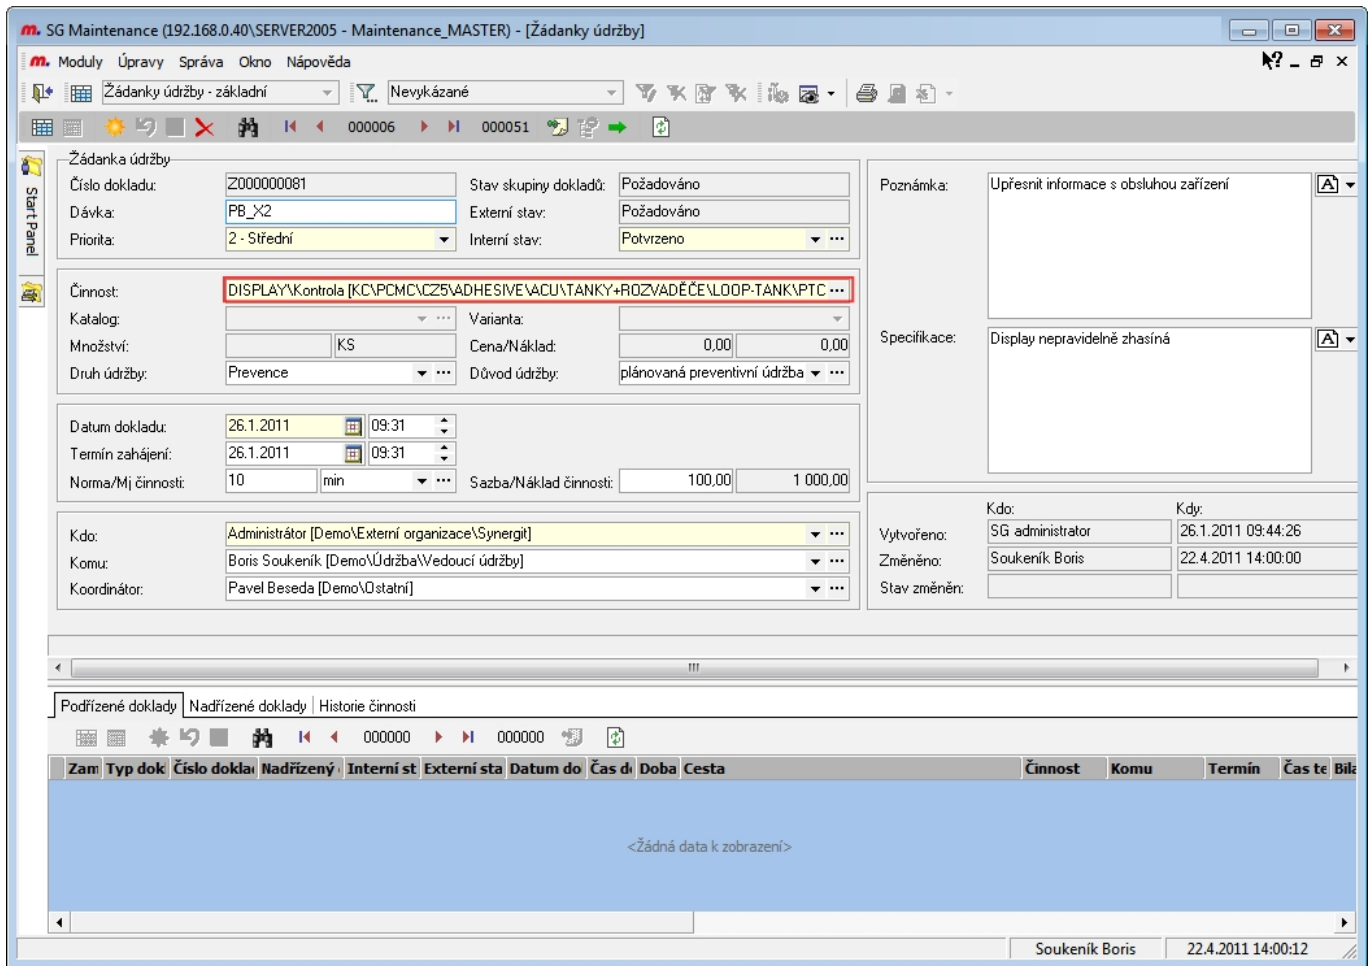 m. SG Maintenance (192.168.0.40\SERVER2005 - Maintenance_MASTER) - [Žádanky údržby]
m. Moduly Úpravy Správa Okno Nápověda
Žádanky údržby - základní Nevykázané
000006 000051
Start Panel
Žádanka údržby
Číslo dokladu: Z000000081 Stav skupiny dokladů: Požadováno
Dávka: PB_X2 Externí stav: Požadováno
Priorita: 2 - Střední Interní stav: Potvrzeno
Poznámka: Upřesnit informace s obsluhou zařízení
Činnost: DISPLAY\Kontrola [KC\PCMC\CZ5\ADHESIVE\ACU\TANKY+ROZVADĚČE\LOOP-TANK\PTC
Katalog: Varianta:
Množství: KS Cena/Náklad: 0,00 0,00
Druh údržby: Prevence Důvod údržby: plánovaná preventivní údržba
Specifikace: Display nepravidelně zhasíná
Datum dokladu: 26.1.2011 09:31
Termín zahájení: 26.1.2011 09:31
Norma/Mj činnosti: 10 min Sazba/Náklad činnosti: 100,00 1 000,00
Kdo: Administrátor [Demo\Externí organizace\Synergit]
Komu: Boris Soukeník [Demo\Údržba\Vedoucí údržby]
Koordinátor: Pavel Beseda [Demo\Ostatní]
Kdo: Kdy:
Vytvořeno: SG administrator 26.1.2011 09:44:26
Změněno: Soukeník Boris 22.4.2011 14:00:00
Stav změněn:
Podřízené doklady Nadřízené doklady Historie činnosti
000000 000000
Zam Typ dok Číslo dokla Nadřízený Interní st Externí sta Datum do Čas d Doba Cesta Činnost Komu Termín Čas te Bila
<Žádná data k zobrazení>
Soukeník Boris 22.4.2011 14:00:12